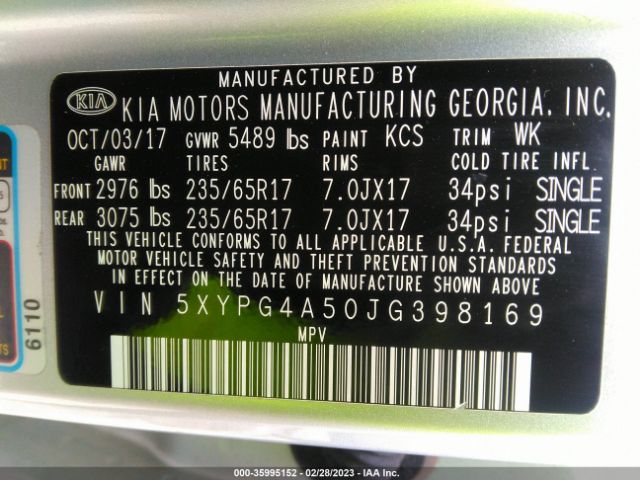 MANUFACTURED BY
KIA KIA MOTORS MANUFACTURING GEORGIA, INC.
OCT/03/17 GVWR 5489 lbs PAINT KCS TRIM WK
GAWR TIRES RIMS COLD TIRE INFL.
FRONT 2976 lbs 235/65R17 7.0JX17 34psi SINGLE
REAR 3075 lbs 235/65R17 7.0JX17 34psi SINGLE
THIS VEHICLE CONFORMS TO ALL APPLICABLE U.S.A. FEDERAL
MOTOR VEHICLE SAFETY AND THEFT PREVENTION STANDARDS
IN EFFECT ON THE DATE OF MANUFACTURE SHOWN ABOVE.
VIN 5XYPG4A50JG398169
MPV
6110
000-35995152 - 02/28/2023 - IAA Inc.